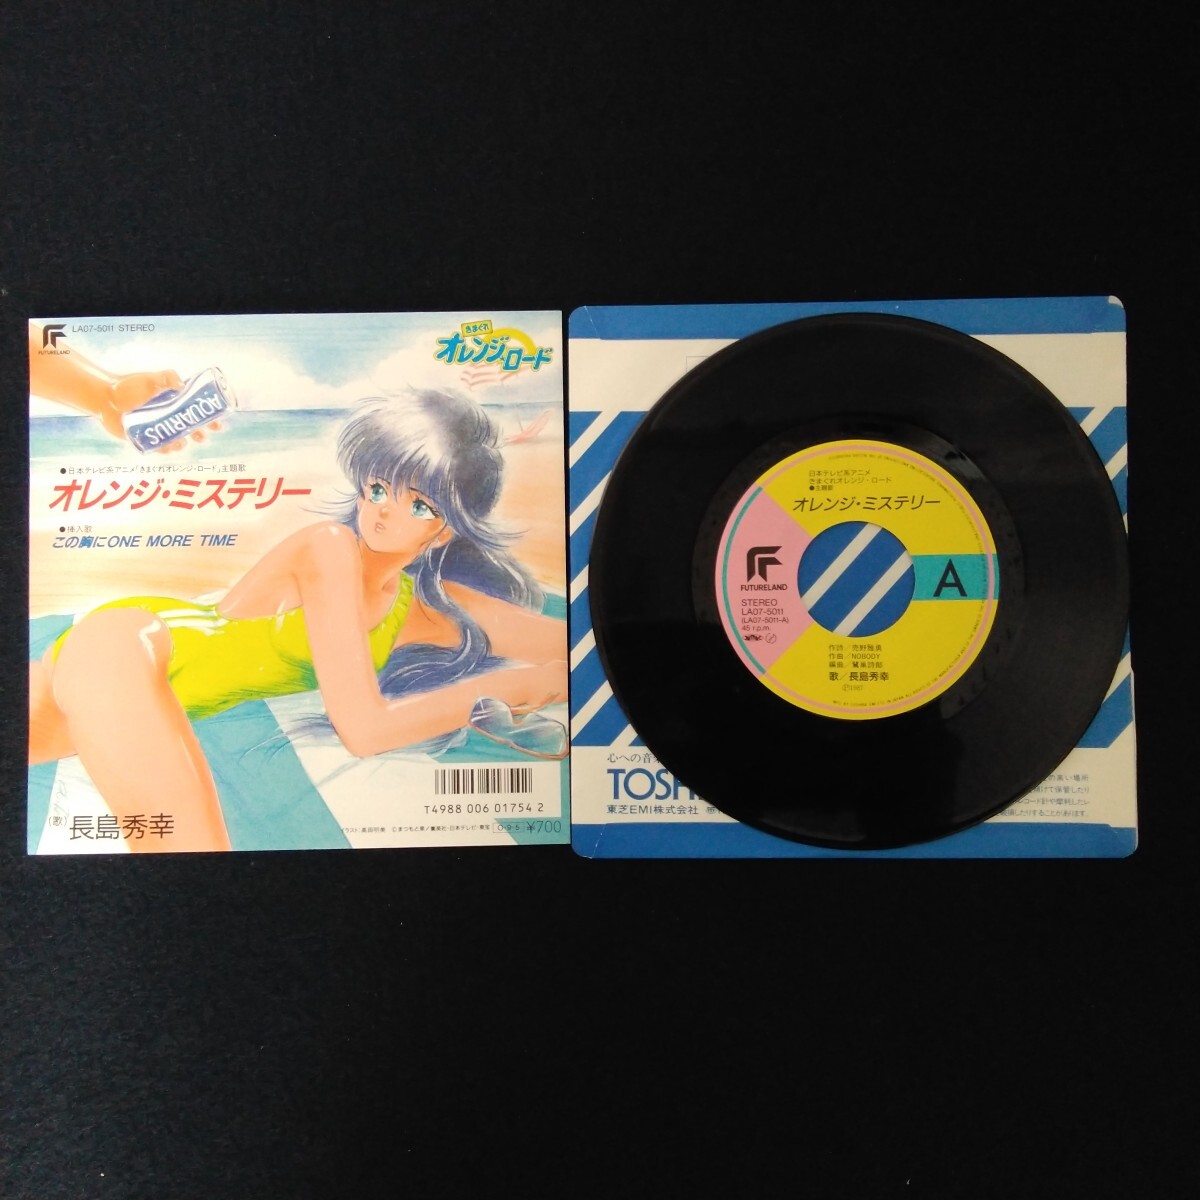 LA07-5011 STEREO
FUTURELAND
きまぐれ
オレンジ・ロード
AQUARIUS
●日本テレビ系アニメ「きまぐれオレンジ・ロード」主題歌
オレンジ・ミステリー
●挿入歌
この胸にONE MORE TIME
(歌)長島秀幸
T4988 006 01754 2
¥700
日本テレビ系アニメ
きまぐれオレンジ・ロード
●主題歌
オレンジ・ミステリー
FUTURELAND
A
STEREO
LA07-5011
(LA07-5011-A)
45 r.p.m.
作曲/NOBODY
歌/長島秀幸
心への音
TOSH
東芝EMI株式会社